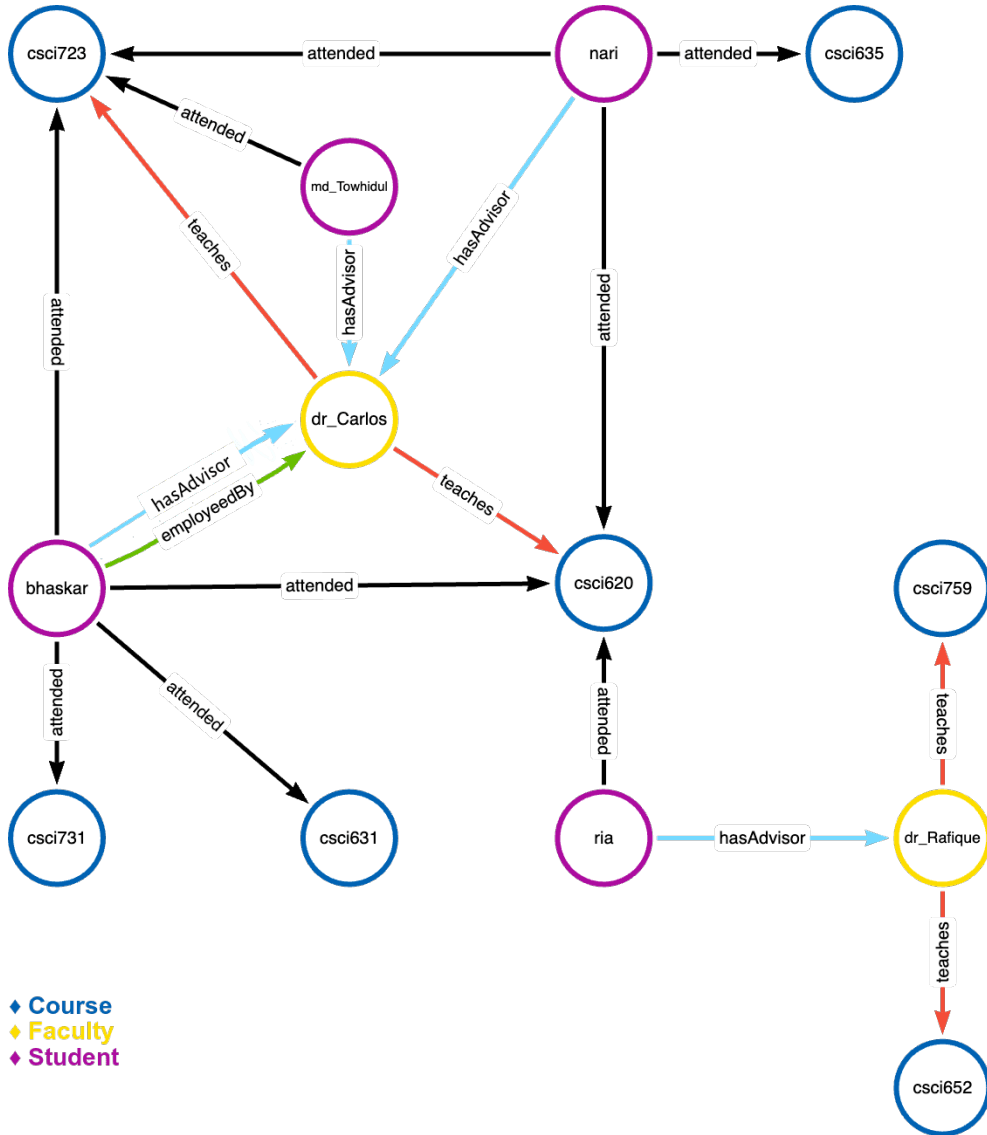 csci723
attended
nari
attended
csci635
attended
md_Towhidul
teaches
hasAdvisor
hasAdvisor
attended
attended
dr_Carlos
hasAdvisor
employeedBy
teaches
bhaskar
attended
csci620
csci759
attended
attended
attended
teaches
csci731
csci631
ria
hasAdvisor
dr_Rafique
teaches
♦ Course
♦ Faculty
♦ Student
csci652